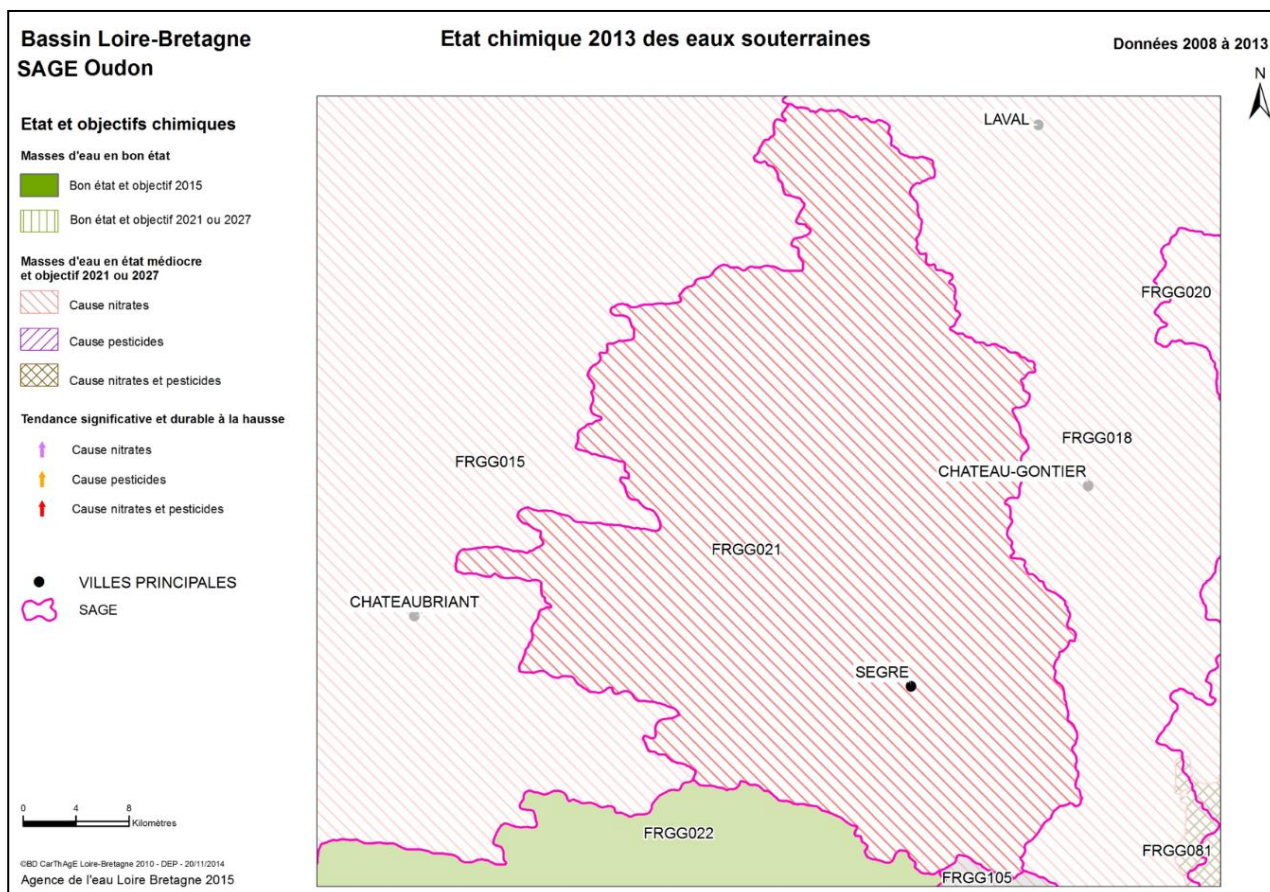 Bassin Loire-Bretagne
SAGE Oudon
Etat chimique 2013 des eaux souterraines
Données 2008 à 2013
N
Etat et objectifs chimiques
Masses d'eau en bon état
Bon état et objectif 2015
Bon état et objectif 2021 ou 2027
Masses d'eau en état médiocre
et objectif 2021 ou 2027
Cause nitrates
Cause pesticides
Cause nitrates et pesticides
Tendance significative et durable à la hausse
Cause nitrates
Cause pesticides
Cause nitrates et pesticides
VILLES PRINCIPALES
SAGE
0 4 8
Kilomètres
©BD CarThAgE Loire-Bretagne 2010 - DEP - 20/11/2014
Agence de l'eau Loire Bretagne 2015
LAVAL
FRGG020
FRGG018
FRGG015
CHATEAU-GONTIER
FRGG021
CHATEAUBRIANT
SEGRE
FRGG022
FRGG081
FRGG105